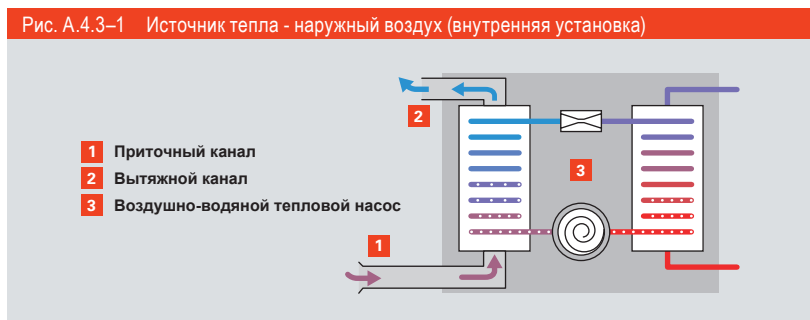 Рис. A.4.3–1 Источник тепла - наружный воздух (внутренняя установка)
2
1 Приточный канал
2 Вытяжной канал
3 Воздушно-водяной тепловой насос
3
1